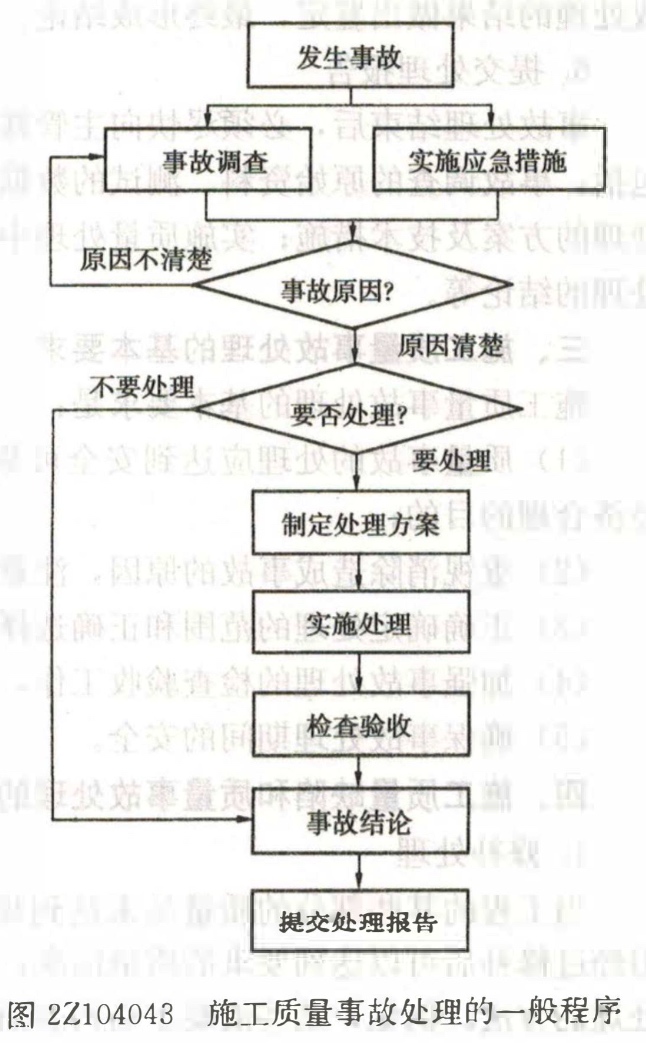 发生事故
事故调查
实施应急措施
原因不清楚
事故原因?
原因清楚
不要处理
要否处理?
要处理
制定处理方案
实施处理
检查验收
事故结论
提交处理报告
图 2Z104043 施工质量事故处理的一般程序